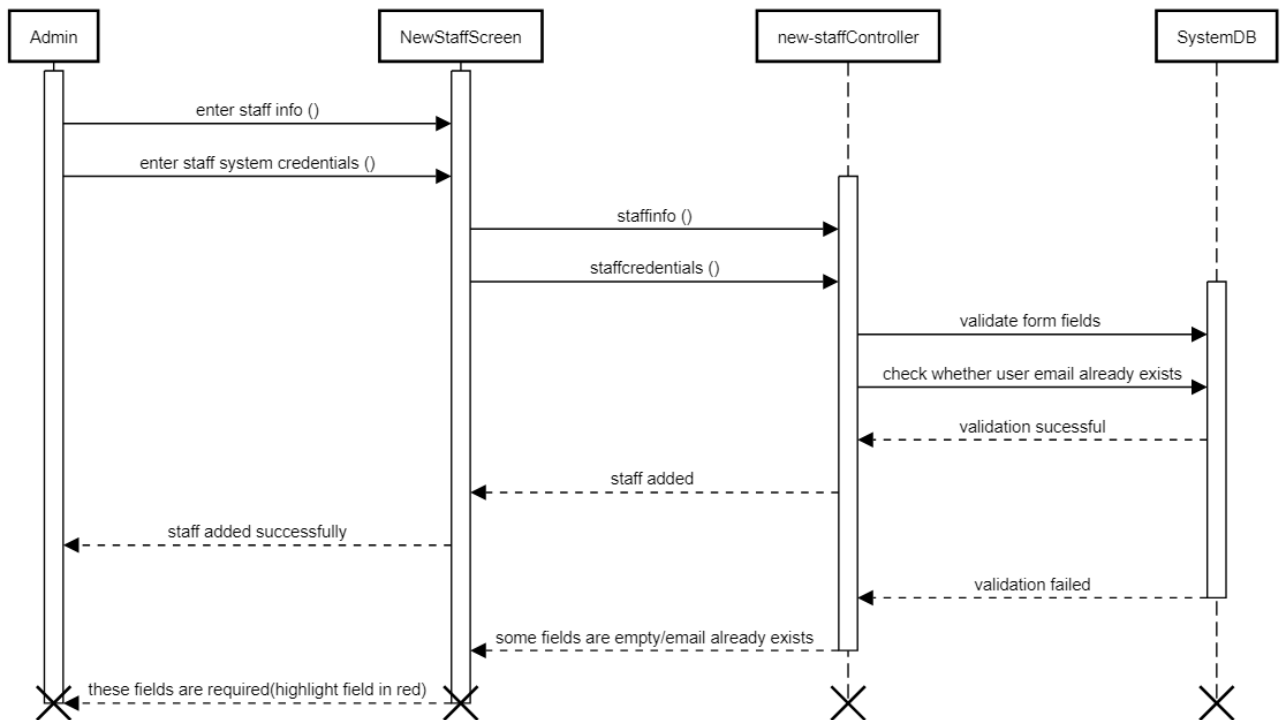 Admin
NewStaffScreen
new-staffController
SystemDB
enter staff info ()
enter staff system credentials ()
staffinfo ()
staffcredentials ()
validate form fields
check whether user email already exists
validation sucessful
staff added
staff added successfully
validation failed
some fields are empty/email already exists
these fields are required(highlight field in red)